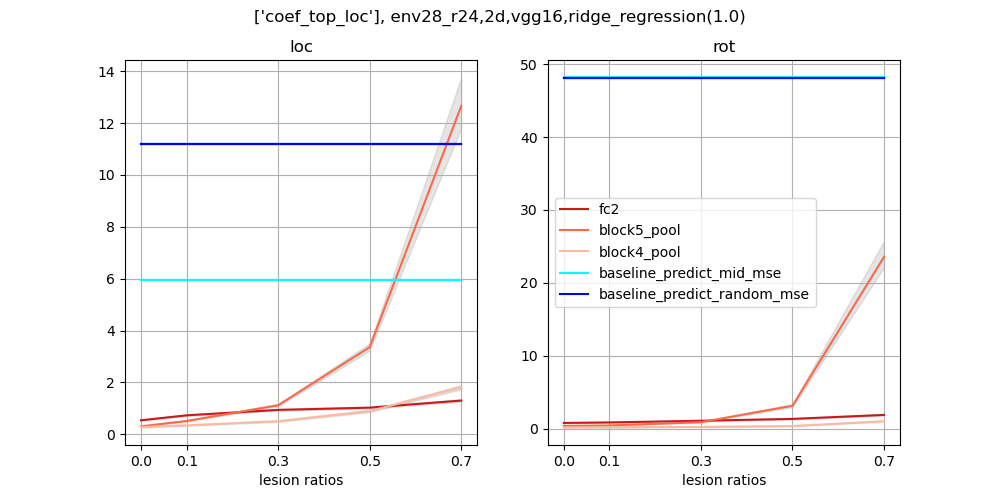 ['coef_top_loc'], env28_r24,2d,vgg16,ridge_regression(1.0)
loc
14
12
10
8
6
4
2
0
0.0 0.1 0.3 0.5 0.7
lesion ratios
rot
50
40
30
20
10
0
fc2
block5_pool
block4_pool
baseline_predict_mid_mse
baseline_predict_random_mse
0.0 0.1 0.3 0.5 0.7
lesion ratios